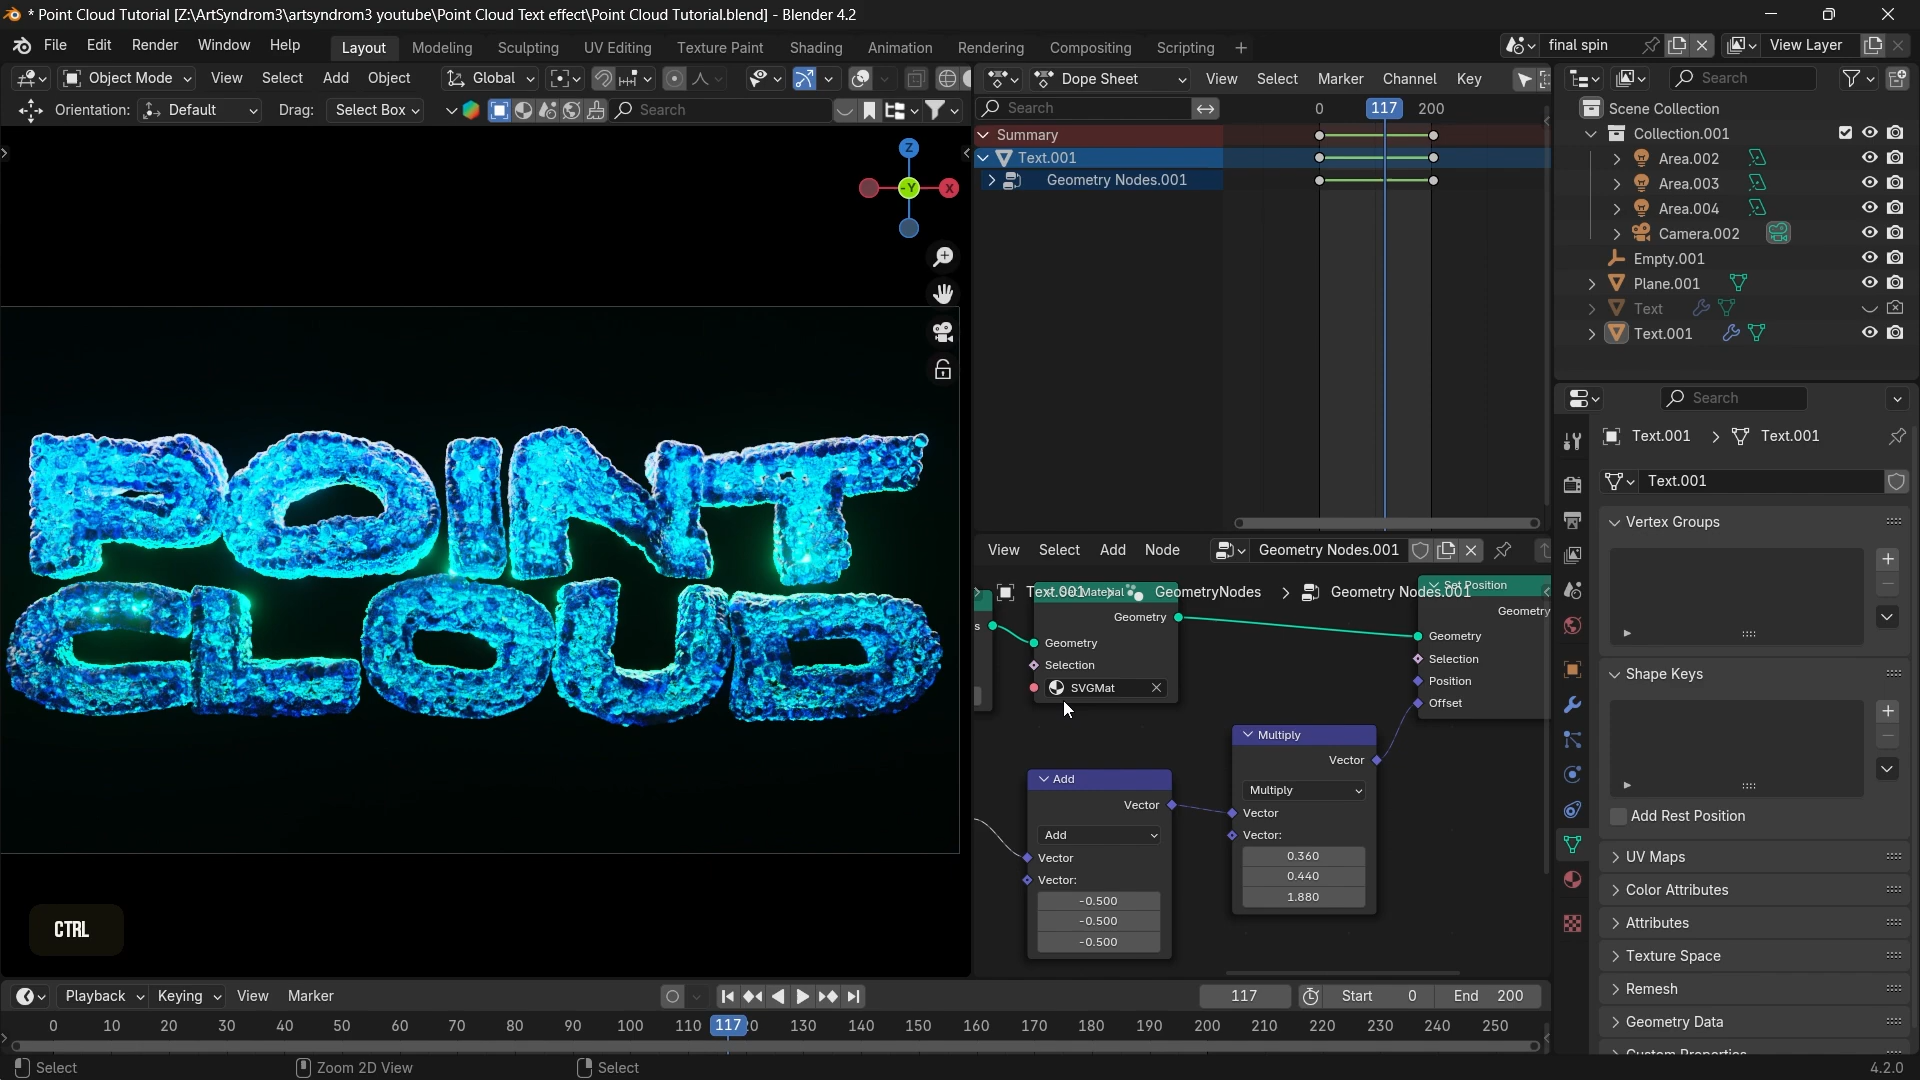 * Point Cloud Tutorial [Z:\ArtSyndrom3\artsyndrom3 youtube\Point Cloud Text effect\Point Cloud Tutorial.blend] - Blender 4.2
File Edit Render Window Help Layout Modeling Sculpting UV Editing Texture Paint Shading Animation Rendering Compositing Scripting + final spin View Layer
Object Mode View Select Add Object Global
Orientation: Default Drag: Select Box Search
Z
-Y X
POINT
CLOUD
CTRL
Dope Sheet View Select Marker Channel Key
Search 0 117 200
Summary
Text.001
Geometry Nodes.001
View Select Add Node Geometry Nodes.001
Text.001 > GeometryNodes > Geometry Nodes.001
Set Material
Geometry
Geometry
Selection
SVGMat
Set Position
Geometry
Geometry
Selection
Position
Offset
Multiply
Vector
Multiply
Vector
Vector:
0.360
0.440
1.880
Add
Vector
Add
Vector
Vector:
-0.500
-0.500
-0.500
Search
Scene Collection
Collection.001
Area.002
Area.003
Area.004
Camera.002
Empty.001
Plane.001
Text
Text.001
Search
Text.001 > Text.001
Text.001
Vertex Groups
Shape Keys
Add Rest Position
UV Maps
Color Attributes
Attributes
Texture Space
Remesh
Geometry Data
Playback Keying View Marker 117 Start 0 End 200
0 10 20 30 40 50 60 70 80 90 100 110 117 130 140 150 160 170 180 190 200 210 220 230 240 250
Select Zoom 2D View Select 4.2.0